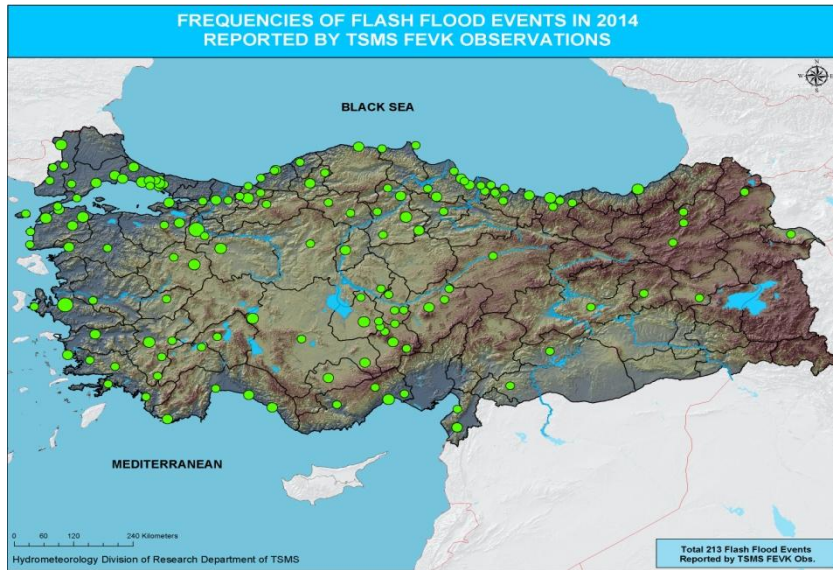 FREQUENCIES OF FLASH FLOOD EVENTS IN 2014
REPORTED BY TSMS FEVK OBSERVATIONS
N
W E
S
BLACK SEA
MEDITERRANEAN
0 60 120 240 Kilometers
Hydrometeorology Division of Research Department of TSMS
Total 213 Flash Flood Events
Reported by TSMS FEVK Obs.